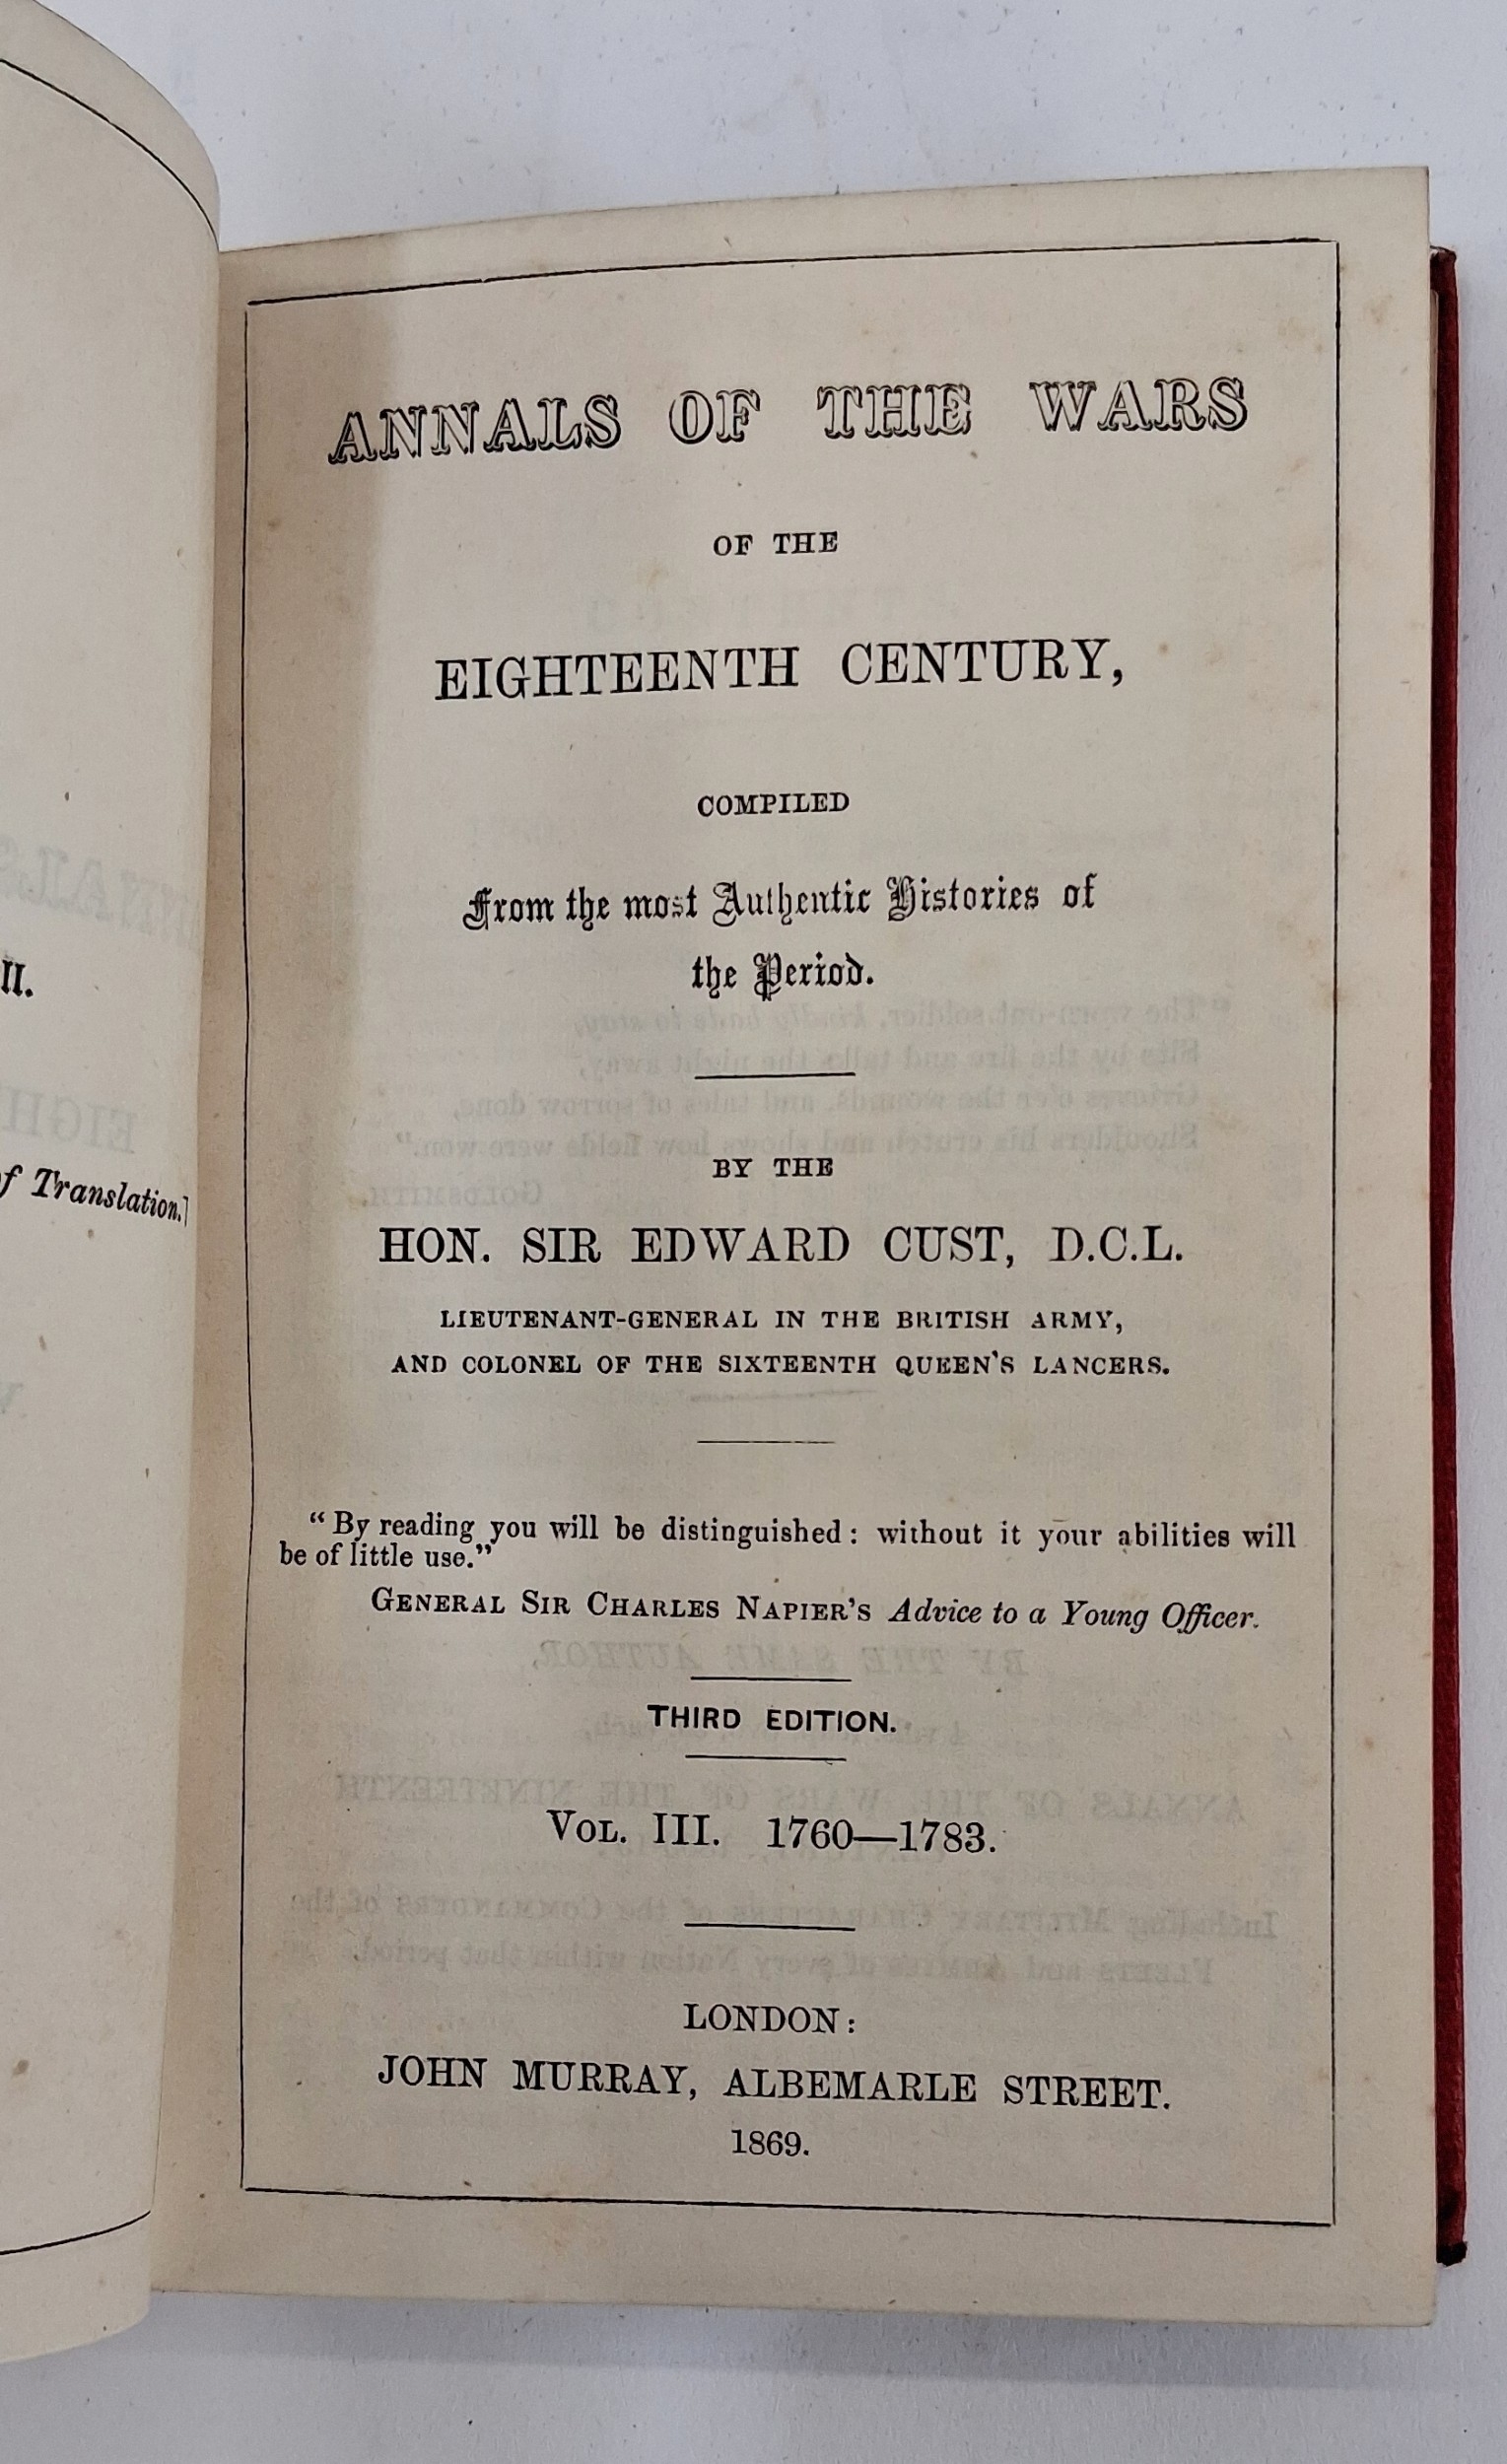 II.
of Translation.]
ANNALS OF THE WARS
OF THE
EIGHTEENTH CENTURY,
COMPILED
From the most Authentic Histories of
the Period.
BY THE
HON. SIR EDWARD CUST, D.C.L.
LIEUTENANT-GENERAL IN THE BRITISH ARMY,
AND COLONEL OF THE SIXTEENTH QUEEN'S LANCERS.
"By reading you will be distinguished: without it your abilities will
be of little use."
GENERAL SIR CHARLES NAPIER'S Advice to a Young Officer.
THIRD EDITION.
VOL. III. 1760—1783.
LONDON:
JOHN MURRAY, ALBEMARLE STREET.
1869.